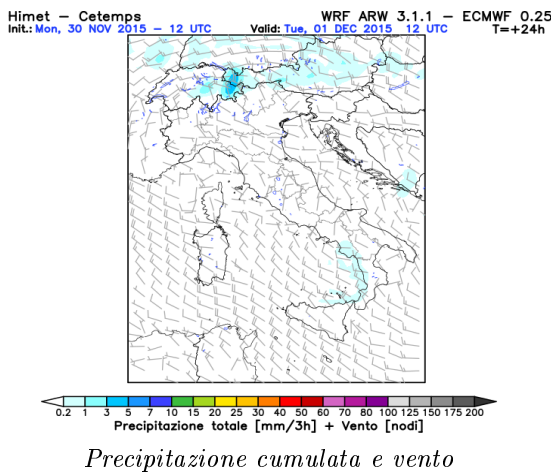 Himet – Cetemps WRF ARW 3.1.1 – ECMWF 0.25
Init.: Mon, 30 NOV 2015 – 12 UTC Valid: Tue, 01 DEC 2015 12 UTC T=+24h
0.2 1 3 5 7 10 15 20 25 30 40 50 60 70 80 100 125 150 175 200
Precipitazione totale [mm/3h] + Vento [nodi]
Precipitazione cumulata e vento